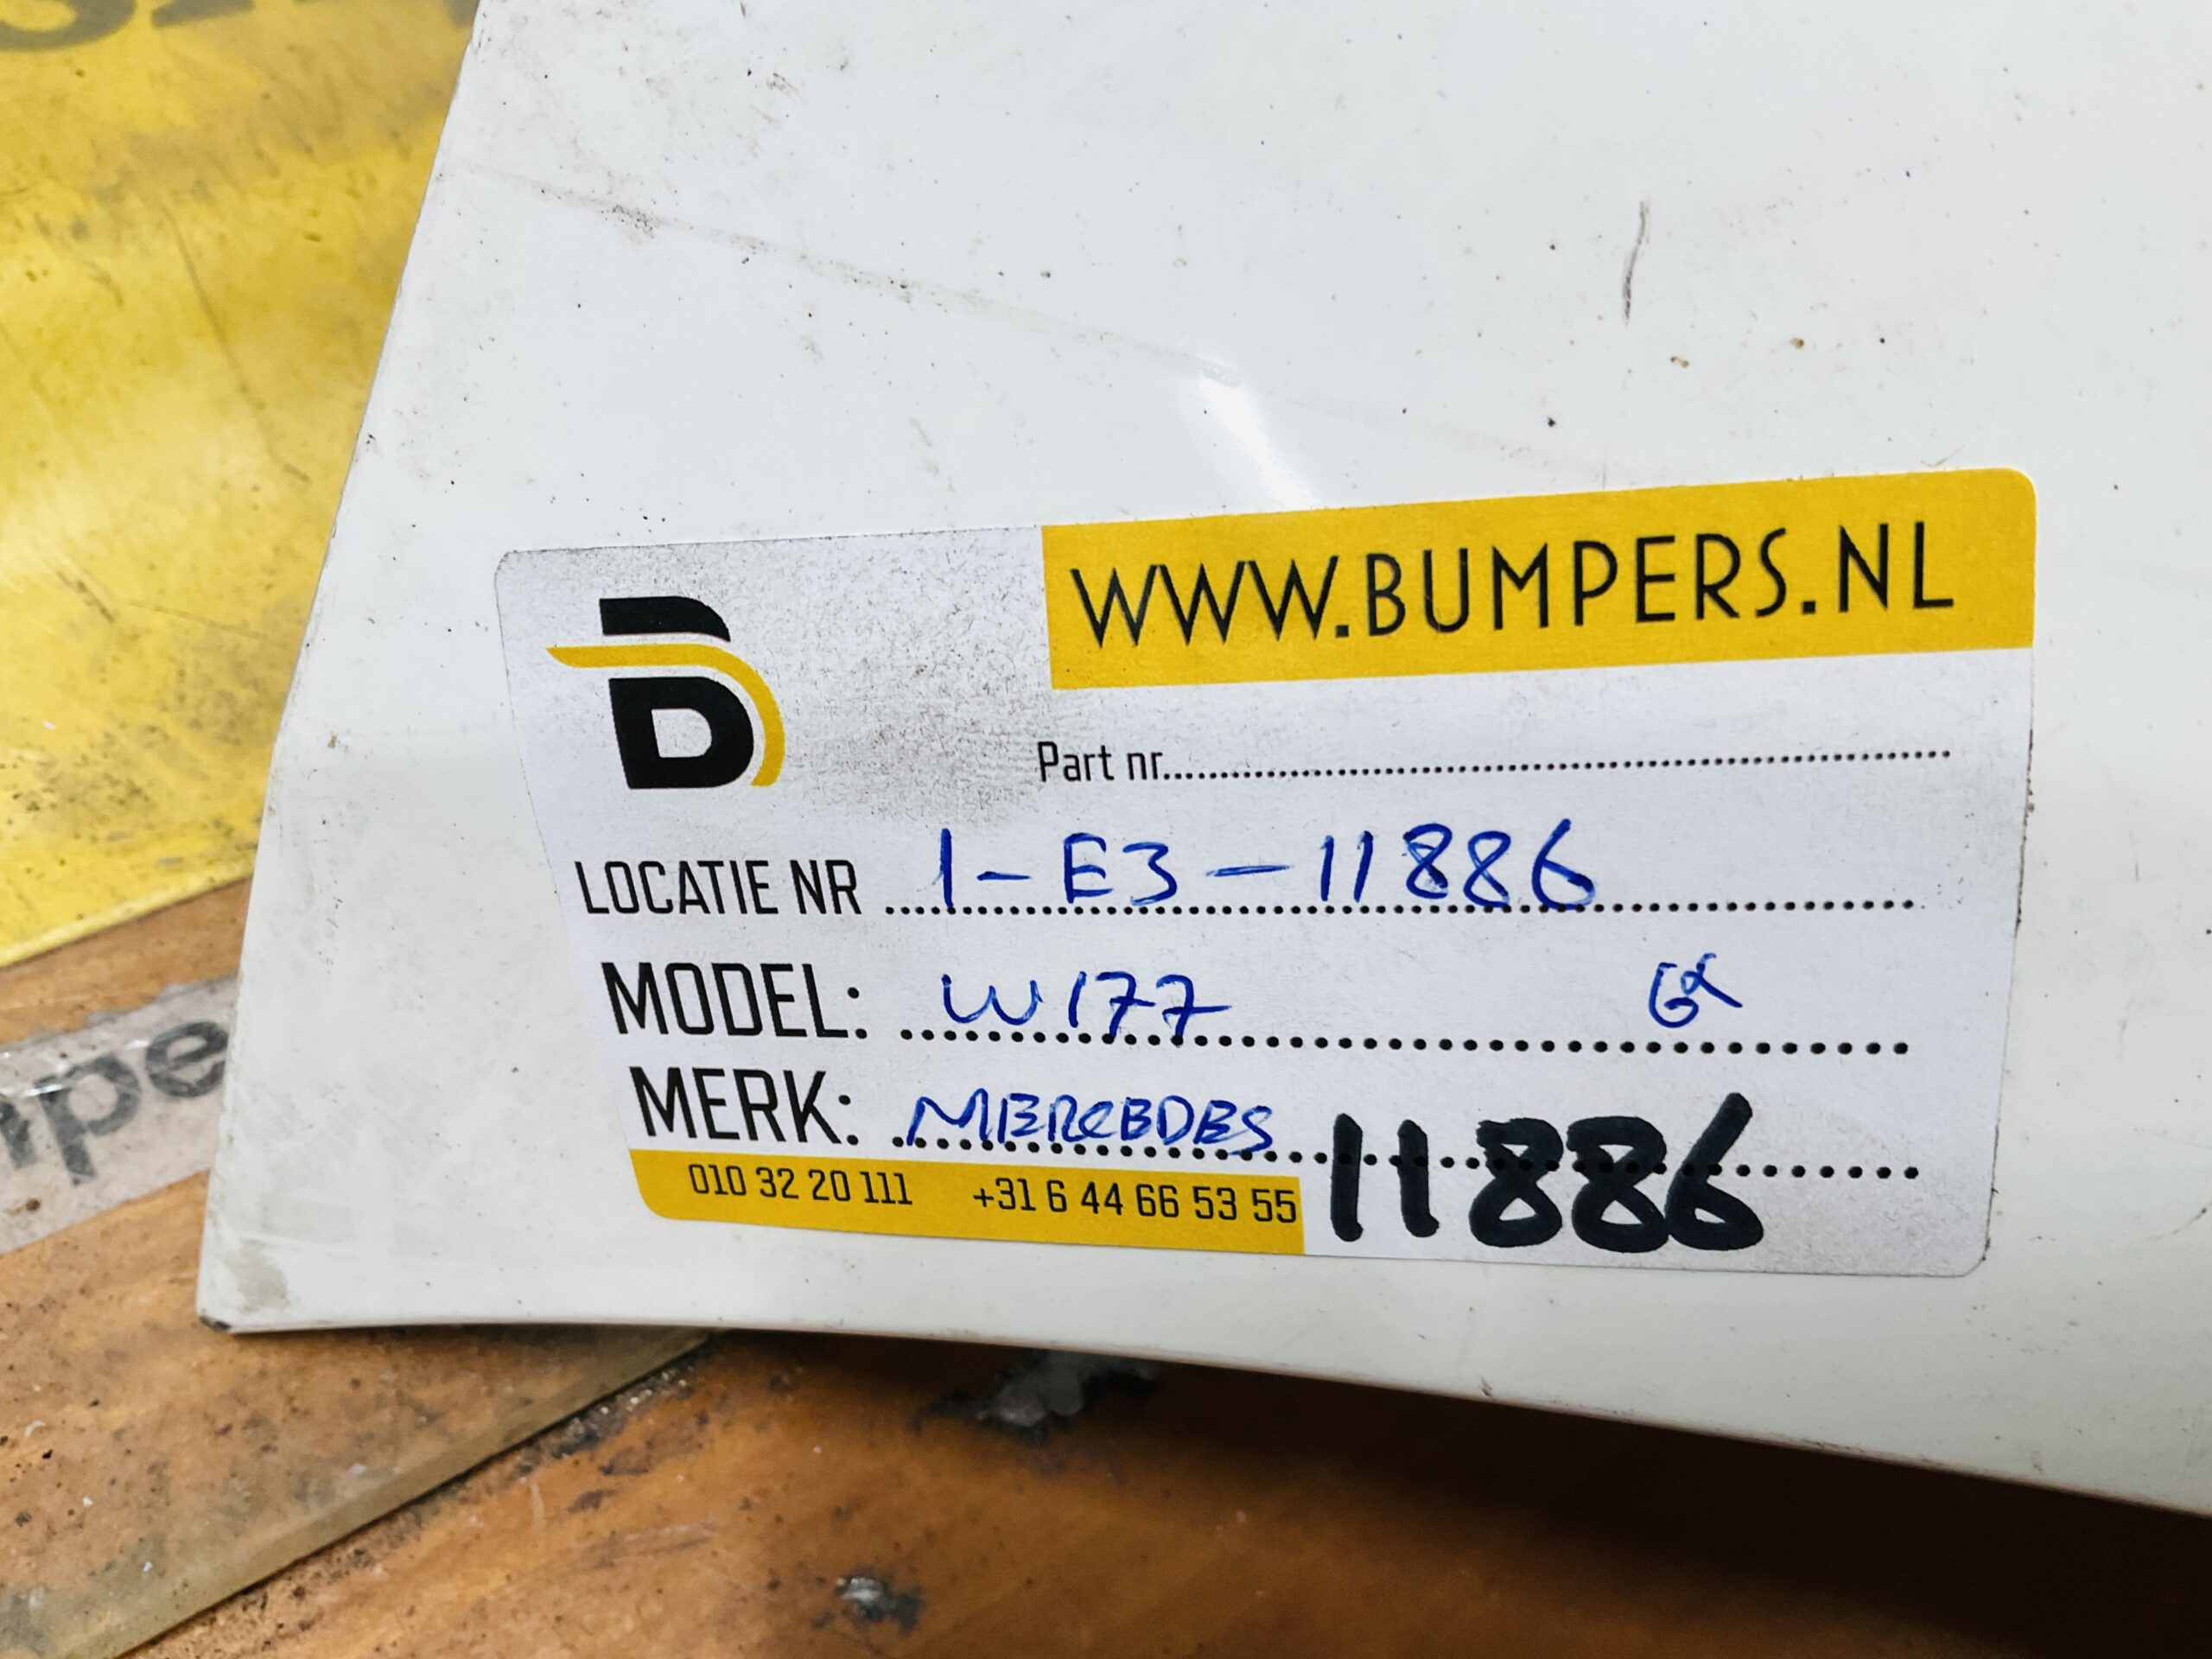 WWW.BUMPERS.NL
Part nr.......................................................
LOCATIE NR 1-E3-11886
MODEL: W177
MERK: MERCEDES
11886
010 32 20 111 +31 6 44 66 53 55